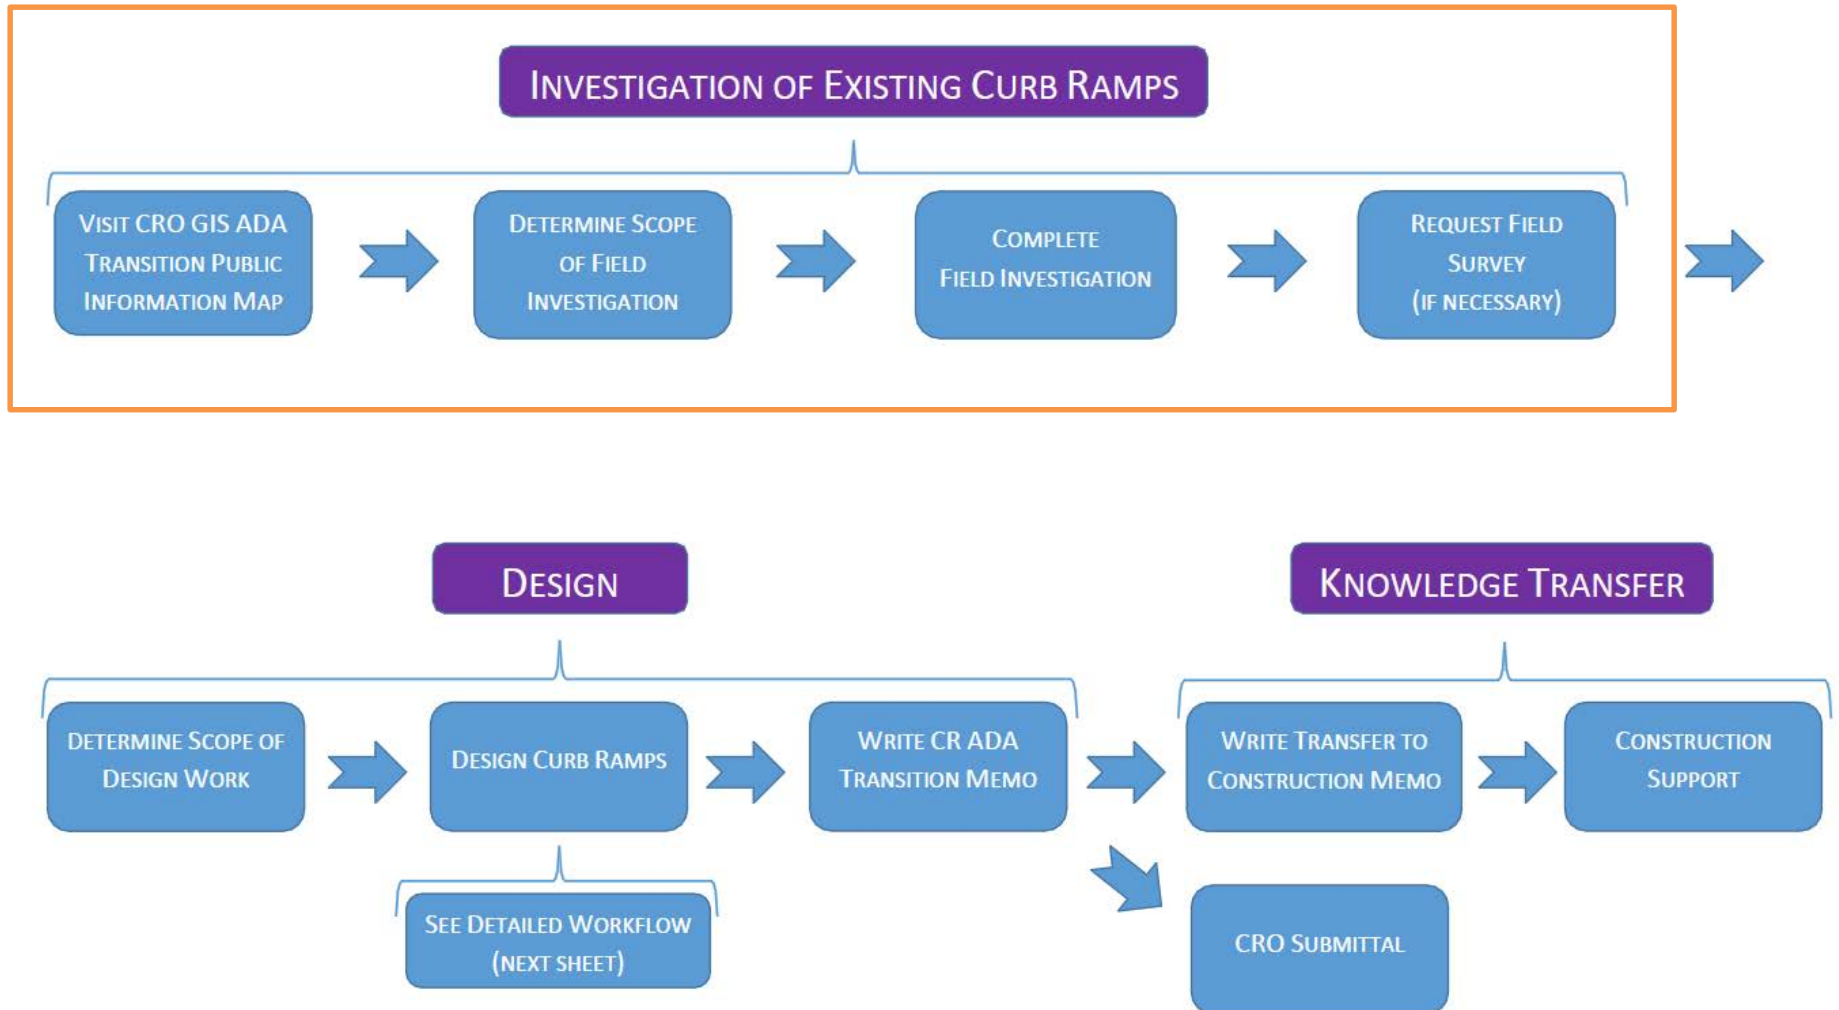 INVESTIGATION OF EXISTING CURB RAMPS
VISIT CRO GIS ADA
TRANSITION PUBLIC
INFORMATION MAP
DETERMINE SCOPE
OF FIELD
INVESTIGATION
COMPLETE
FIELD INVESTIGATION
REQUEST FIELD
SURVEY
(IF NECESSARY)
DESIGN
DETERMINE SCOPE OF
DESIGN WORK
DESIGN CURB RAMPS
WRITE CR ADA
TRANSITION MEMO
SEE DETAILED WORKFLOW
(NEXT SHEET)
KNOWLEDGE TRANSFER
WRITE TRANSFER TO
CONSTRUCTION MEMO
CONSTRUCTION
SUPPORT
CRO SUBMITTAL